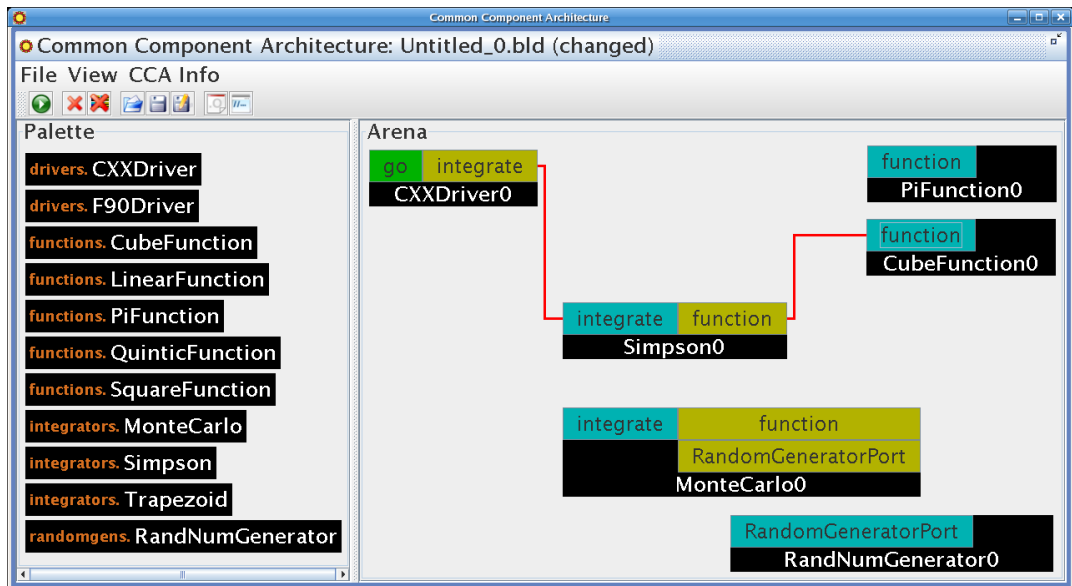 Common Component Architecture
Common Component Architecture: Untitled_0.bld (changed)
File View CCA Info
Palette
drivers. CXXDriver
drivers. F90Driver
functions. CubeFunction
functions. LinearFunction
functions. PiFunction
functions. QuinticFunction
functions. SquareFunction
integrators. MonteCarlo
integrators. Simpson
integrators. Trapezoid
randomgens. RandNumGenerator
Arena
go integrate
CXXDriver0
function
PiFunction0
function
CubeFunction0
integrate function
Simpson0
integrate function
RandomGeneratorPort
MonteCarlo0
RandomGeneratorPort
RandNumGenerator0